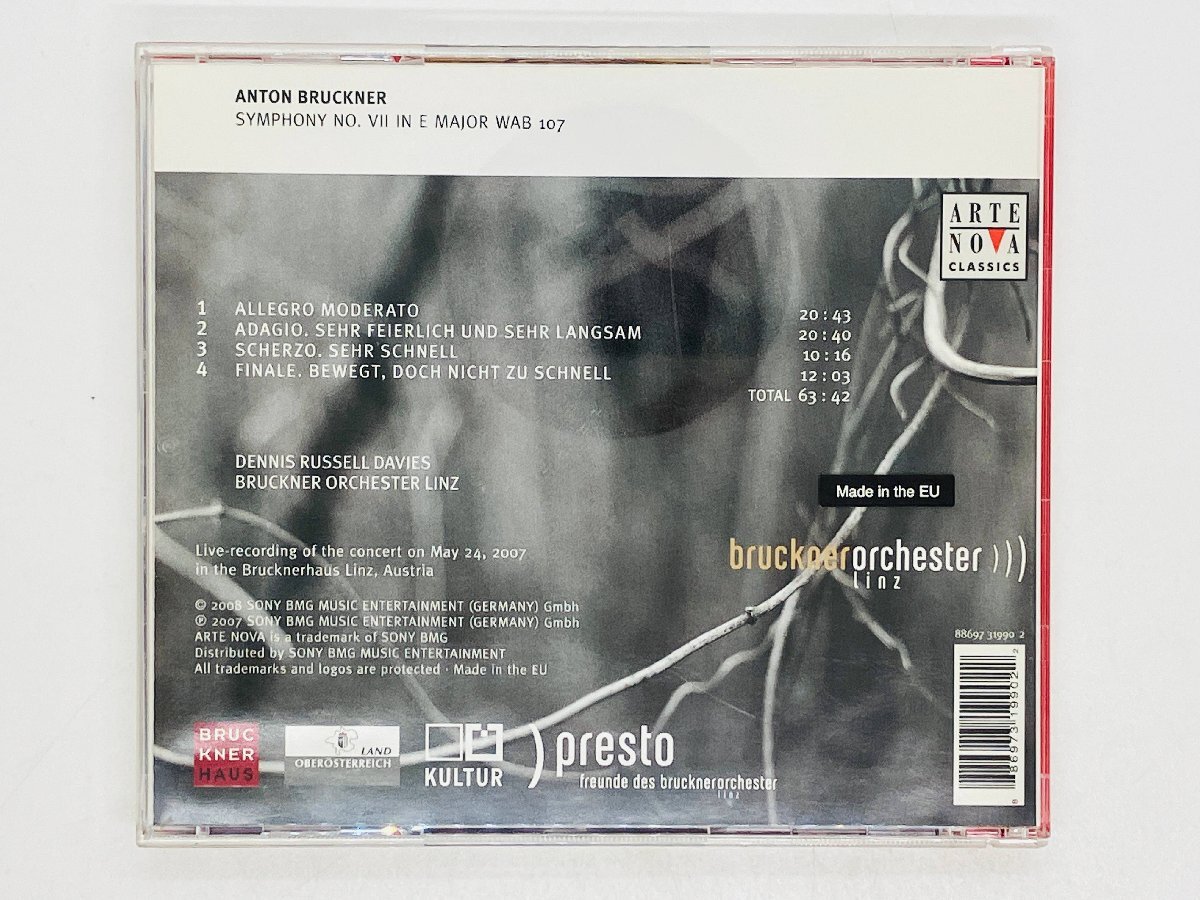 ANTON BRUCKNER
SYMPHONY NO. VII IN E MAJOR WAB 107
ARTE
NOVA
CLASSICS
1 ALLEGRO MODERATO 20:43
2 ADAGIO. SEHR FEIERLICH UND SEHR LANGSAM 20:40
3 SCHERZO. SEHR SCHNELL 10:16
4 FINALE. BEWEGT, DOCH NICHT ZU SCHNELL 12:03
TOTAL 63:42
DENNIS RUSSELL DAVIES
BRUCKNER ORCHESTER LINZ
Made in the EU
Live-recording of the concert on May 24, 2007
in the Brucknerhaus Linz, Austria
brucknerorchester
linz
© 2008 SONY BMG MUSIC ENTERTAINMENT (GERMANY) Gmbh
℗ 2007 SONY BMG MUSIC ENTERTAINMENT (GERMANY) Gmbh
ARTE NOVA is a trademark of SONY BMG
Distributed by SONY BMG MUSIC ENTERTAINMENT
All trademarks and logos are protected · Made in the EU
88697 31990 2
8 86973 19902 2
BRUC
KNER
HAUS
LAND
OBERÖSTERREICH
KULTUR
presto
freunde des brucknerorchester
linz